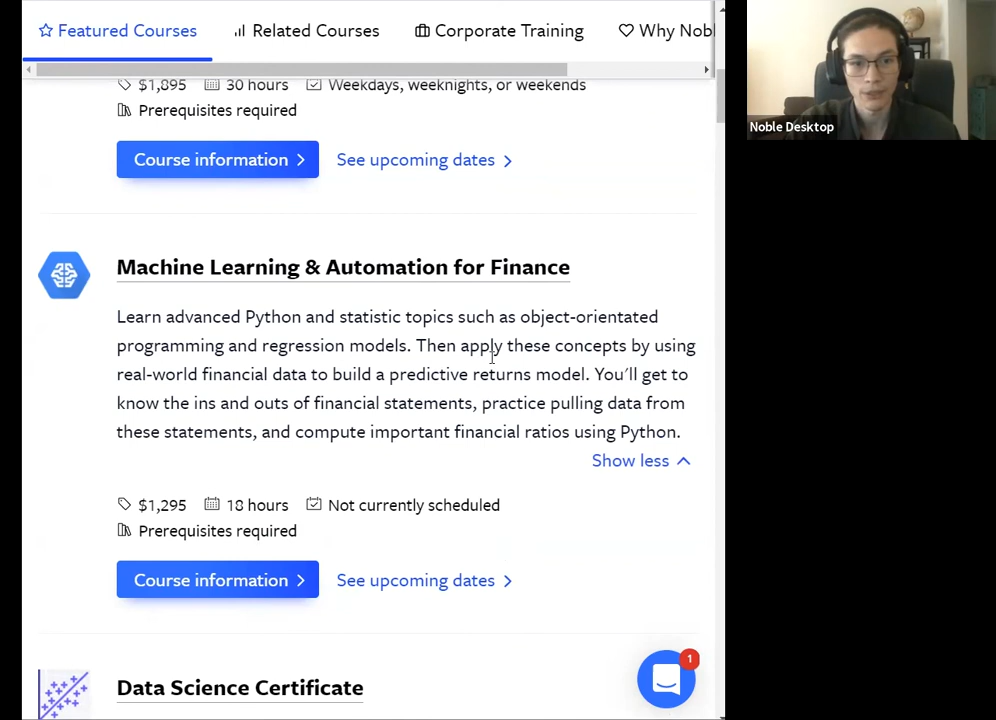 Featured Courses
Related Courses
Corporate Training
Why Nobl
$1,895 30 hours Weekdays, weeknights, or weekends
Prerequisites required
Course information
See upcoming dates
Machine Learning & Automation for Finance
Learn advanced Python and statistic topics such as object-orientated
programming and regression models. Then apply these concepts by using
real-world financial data to build a predictive returns model. You'll get to
know the ins and outs of financial statements, practice pulling data from
these statements, and compute important financial ratios using Python.
Show less
$1,295 18 hours Not currently scheduled
Prerequisites required
Course information
See upcoming dates
1
Data Science Certificate
Noble Desktop